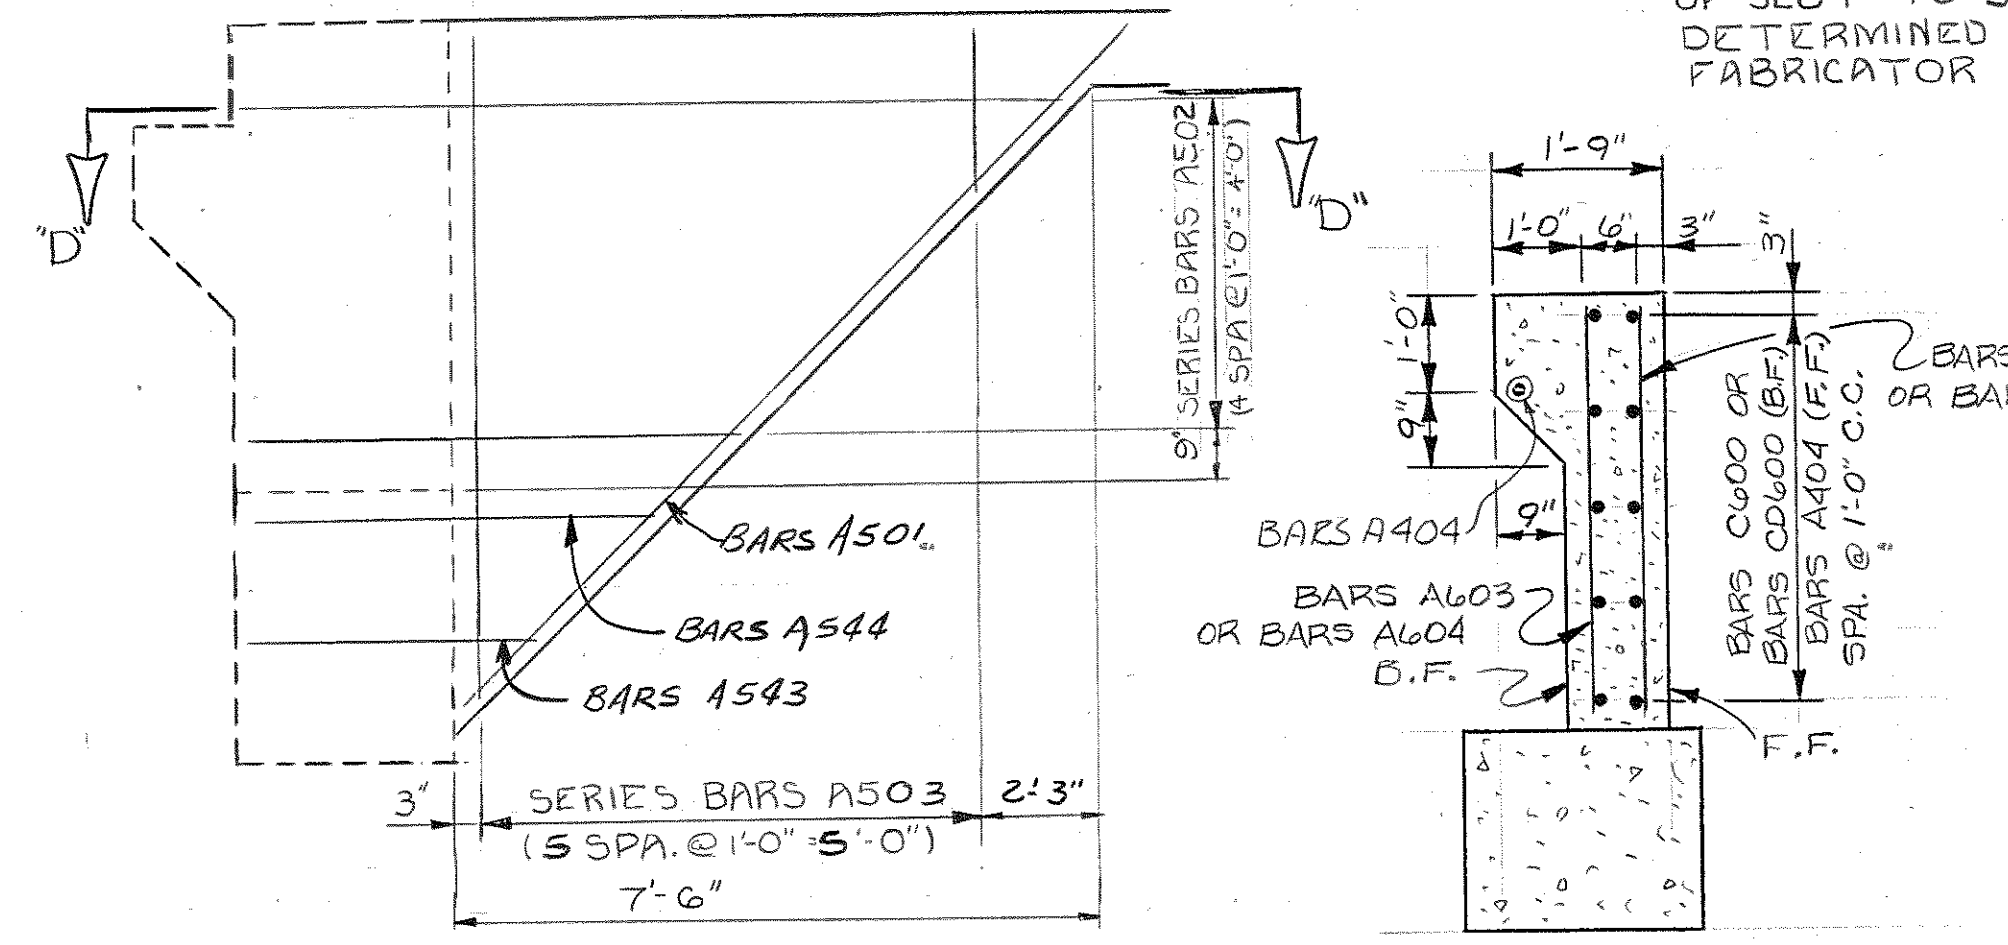 DETERMINED
FABRICATOR
"D"
"D"
9" SERIES BARS A502
(4 SPA @ 1'-0" = 4'-0")
BARS A501
BARS A544
BARS A543
3"
SERIES BARS A503
2'-3"
(5 SPA. @ 1'-0" = 5'-0")
7'-6"
1'-9"
1'-0"
6"
3"
3"
1'-0"
9"
9"
BARS
OR
BARS A404
BARS A603
OR BARS A604
B.F.
F.F.
BARS C600 OR
BARS CD600 (B.F.)
BARS A404 (F.F.)
SPA. @ 1'-0" C.C.